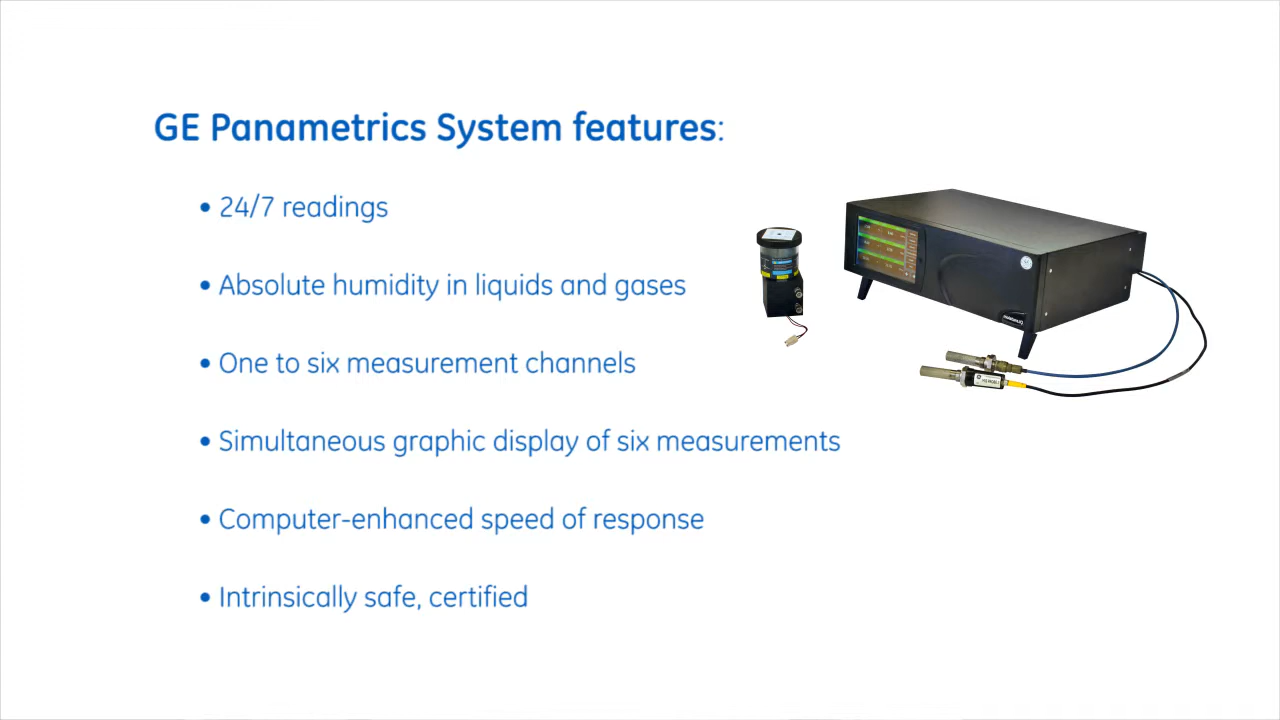 GE Panametrics System features:
• 24/7 readings
• Absolute humidity in liquids and gases
• One to six measurement channels
• Simultaneous graphic display of six measurements
• Computer-enhanced speed of response
• Intrinsically safe, certified